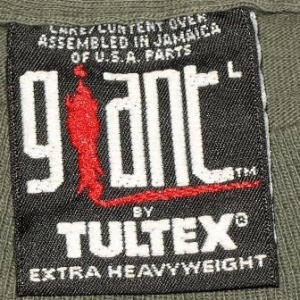 CARE/CONTENT OVER
ASSEMBLED IN JAMAICA
OF U.S.A. PARTS
giant L
TM
BY
TULTEX®
EXTRA HEAVYWEIGHT